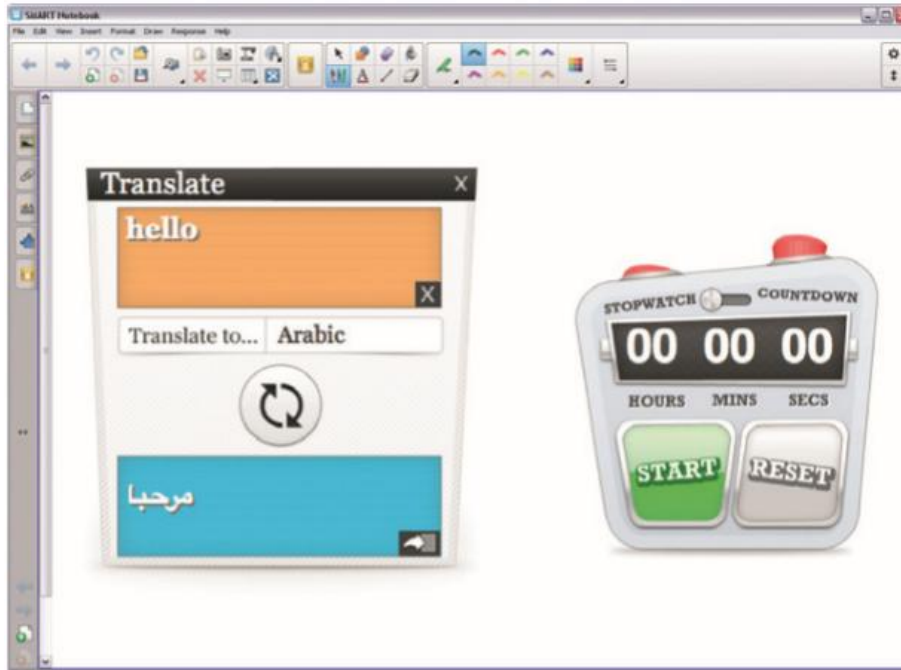 SMART Notebook
File Edit View Insert Format Draw Response Help
Translate X
hello
X
Translate to... Arabic
مرحبا
STOPWATCH COUNTDOWN
00 00 00
HOURS MINS SECS
START RESET